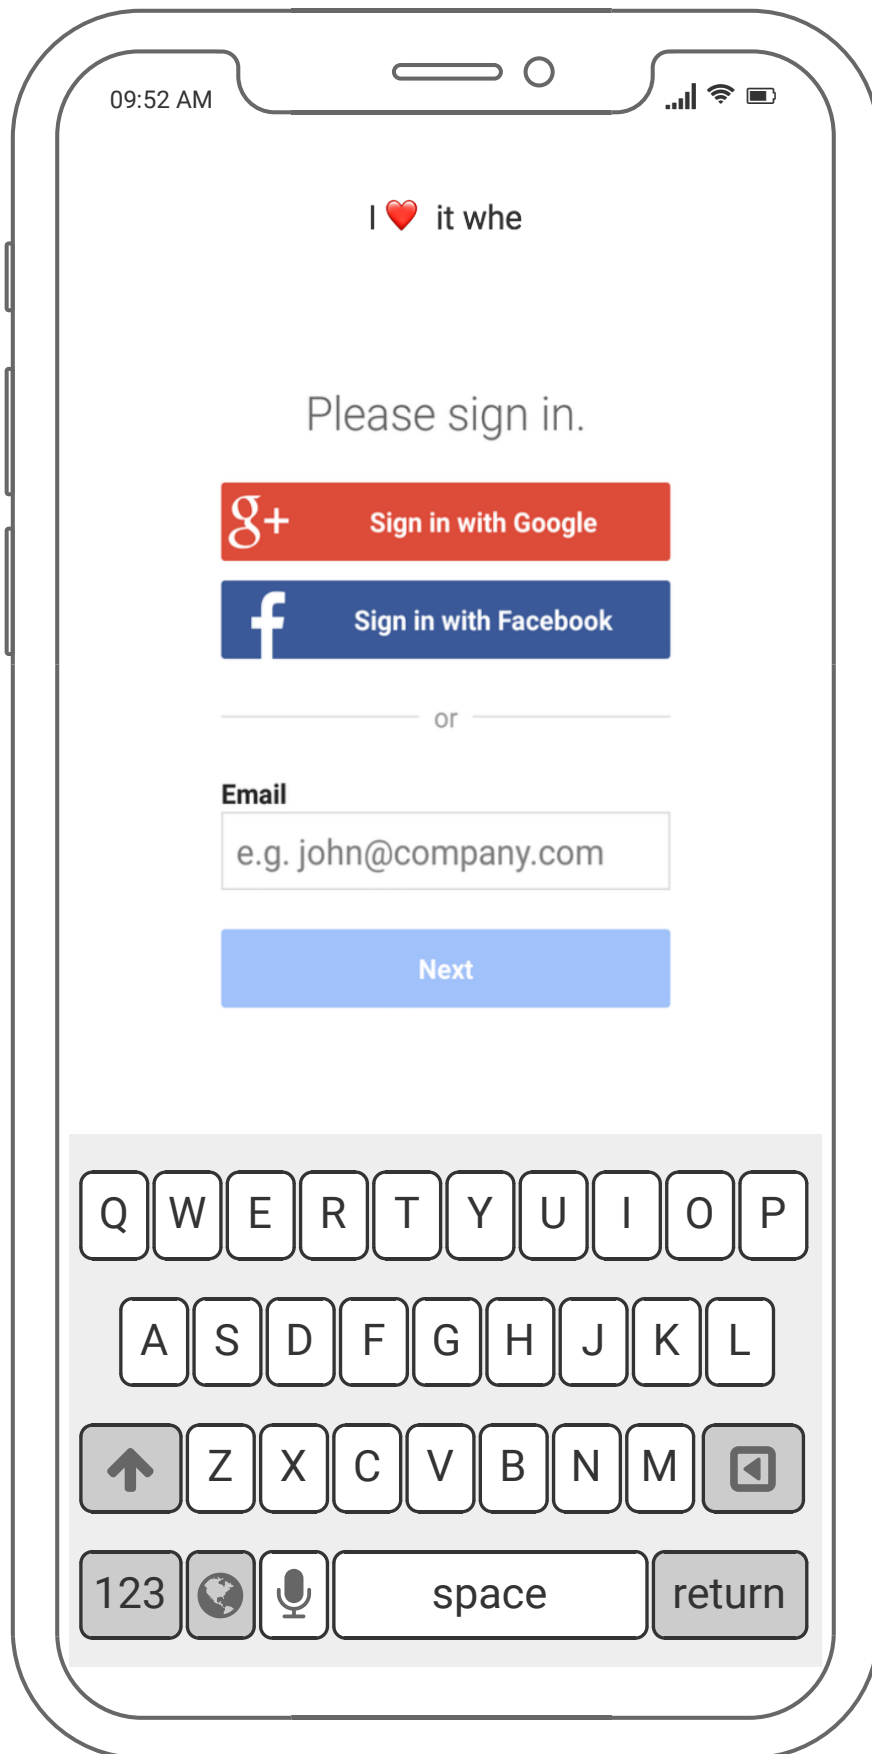 09:52 AM
I ❤️ it whe
Please sign in.
g+ Sign in with Google
f Sign in with Facebook
or
Email
e.g. john@company.com
Next
Q W E R T Y U I O P
A S D F G H J K L
Z X C V B N M
123 space return